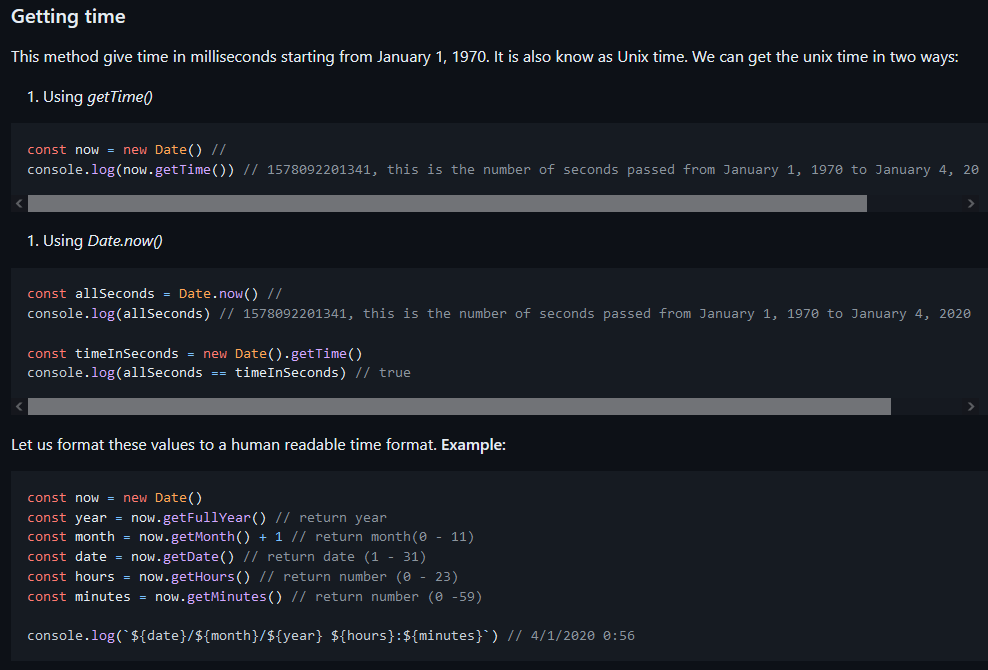 Getting time
This method give time in milliseconds starting from January 1, 1970. It is also know as Unix time. We can get the unix time in two ways:
1. Using getTime()
const now = new Date() //
console.log(now.getTime()) // 1578092201341, this is the number of seconds passed from January 1, 1970 to January 4, 20
1. Using Date.now()
const allSeconds = Date.now() //
console.log(allSeconds) // 1578092201341, this is the number of seconds passed from January 1, 1970 to January 4, 2020
const timeInSeconds = new Date().getTime()
console.log(allSeconds == timeInSeconds) // true
Let us format these values to a human readable time format. Example:
const now = new Date()
const year = now.getFullYear() // return year
const month = now.getMonth() + 1 // return month(0 - 11)
const date = now.getDate() // return date (1 - 31)
const hours = now.getHours() // return number (0 - 23)
const minutes = now.getMinutes() // return number (0 -59)
console.log(`${date}/${month}/${year} ${hours}:${minutes}`) // 4/1/2020 0:56